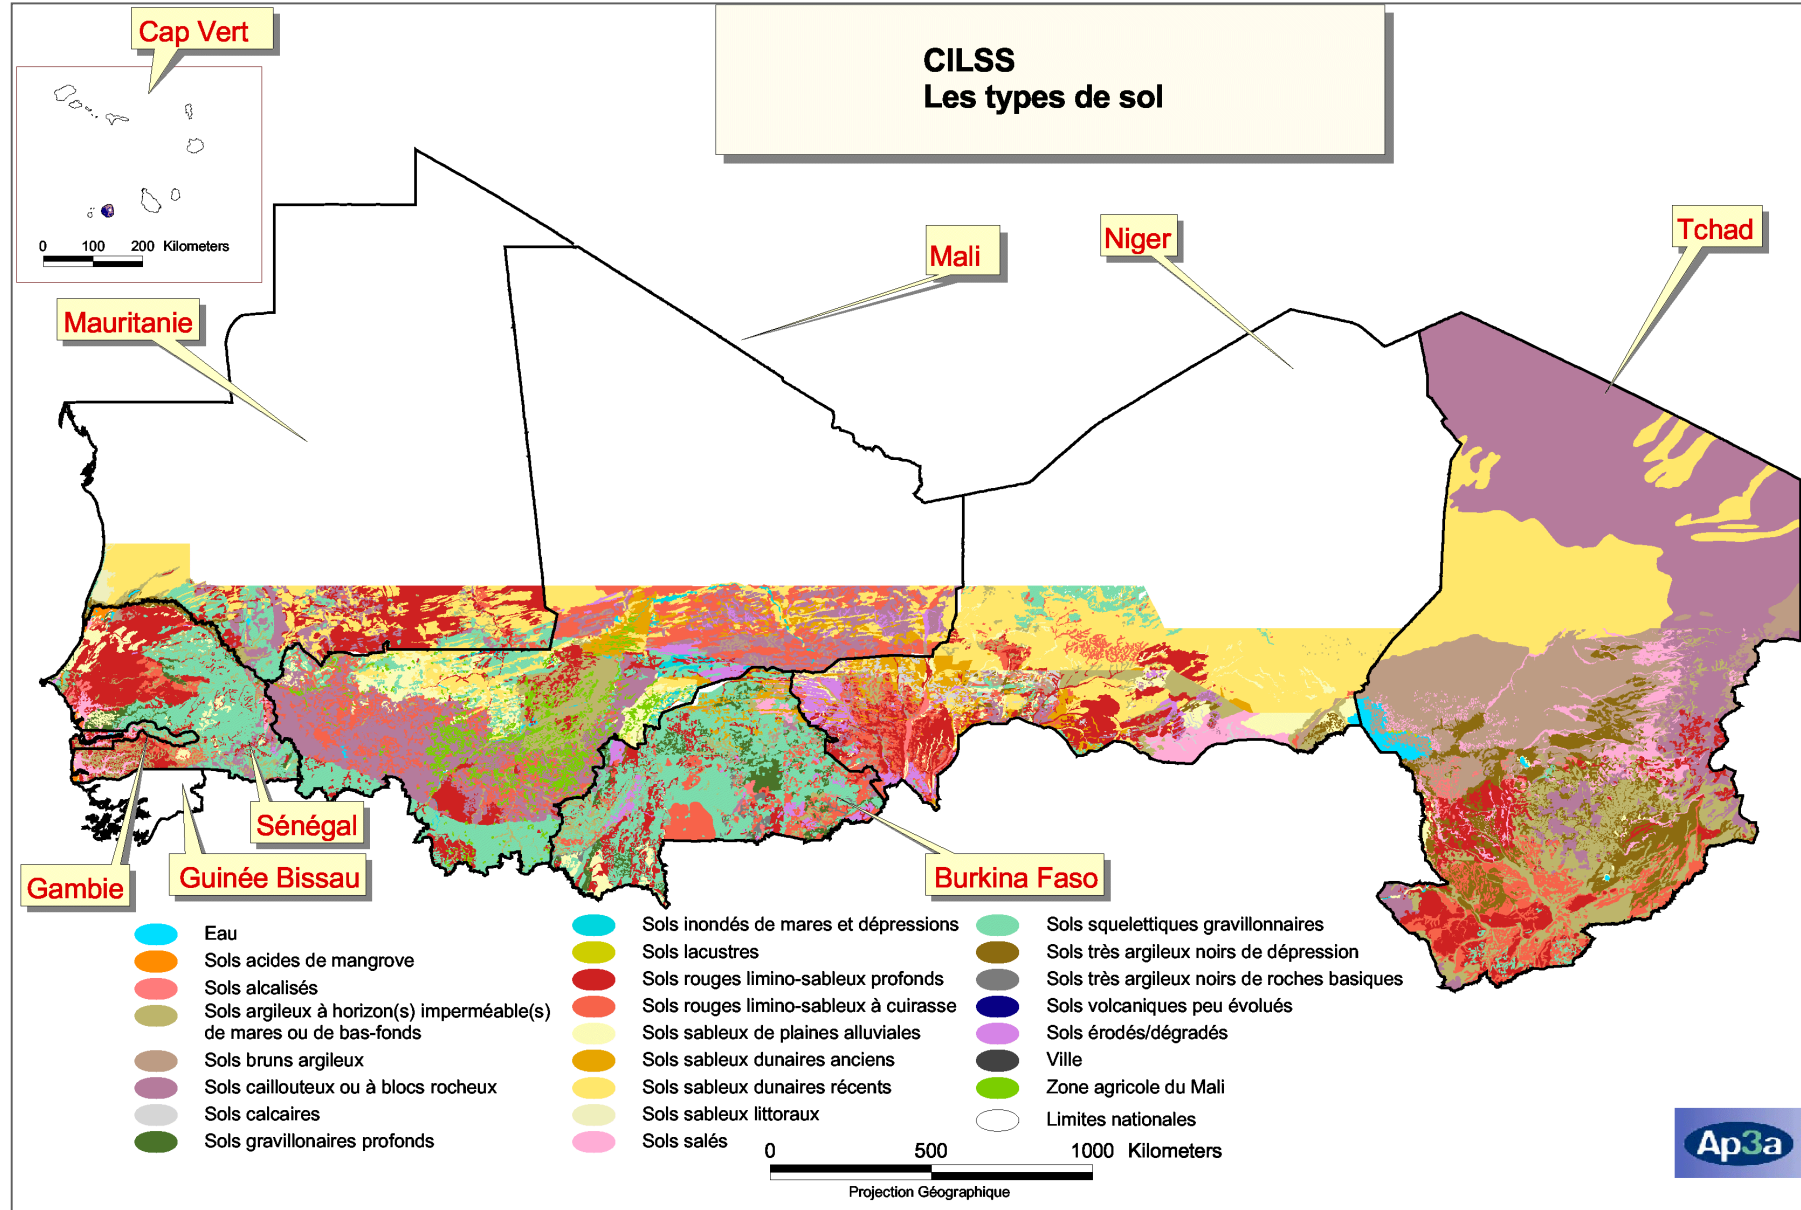 Cap Vert
CILSS
Les types de sol
0 100 200 Kilometers
Mauritanie
Mali
Niger
Tchad
Sénégal
Gambie
Guinée Bissau
Burkina Faso
Eau
Sols acides de mangrove
Sols alcalisés
Sols argileux à horizon(s) imperméable(s)
de mares ou de bas-fonds
Sols bruns argileux
Sols caillouteux ou à blocs rocheux
Sols calcaires
Sols gravillonaires profonds
Sols inondés de mares et dépressions
Sols lacustres
Sols rouges limino-sableux profonds
Sols rouges limino-sableux à cuirasse
Sols sableux de plaines alluviales
Sols sableux dunaires anciens
Sols sableux dunaires récents
Sols sableux littoraux
Sols salés
Sols squelettiques gravillonnaires
Sols très argileux noirs de dépression
Sols très argileux noirs de roches basiques
Sols volcaniques peu évolués
Sols érodés/dégradés
Ville
Zone agricole du Mali
Limites nationales
0 500 1000 Kilometers
Projection Géographique
Ap3a